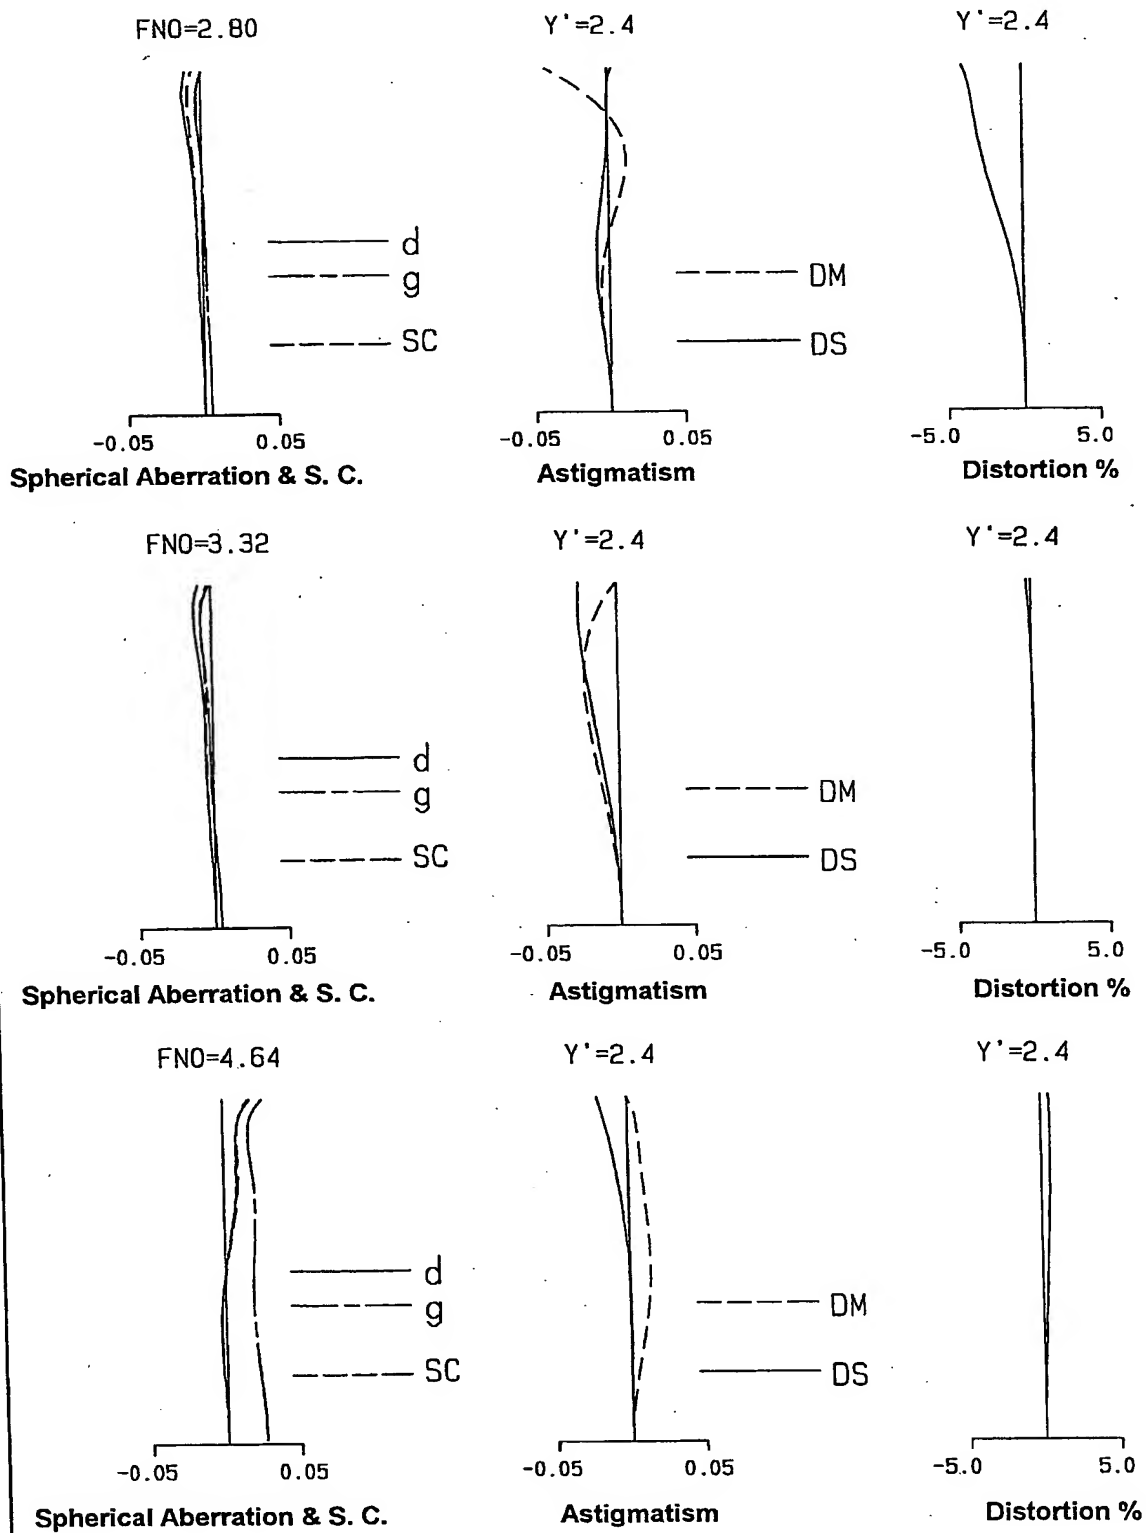 FNO=2.80
Y'=2.4
Y'=2.4
d
g
SC
DM
DS
-0.05 0.05
-0.05 0.05
-5.0 5.0
Spherical Aberration & S. C.
Astigmatism
Distortion %
FNO=3.32
Y'=2.4
Y'=2.4
d
g
SC
DM
DS
-0.05 0.05
-0.05 0.05
-5.0 5.0
Spherical Aberration & S. C.
Astigmatism
Distortion %
FNO=4.64
Y'=2.4
Y'=2.4
d
g
SC
DM
DS
-0.05 0.05
-0.05 0.05
-5.0 5.0
Spherical Aberration & S. C.
Astigmatism
Distortion %